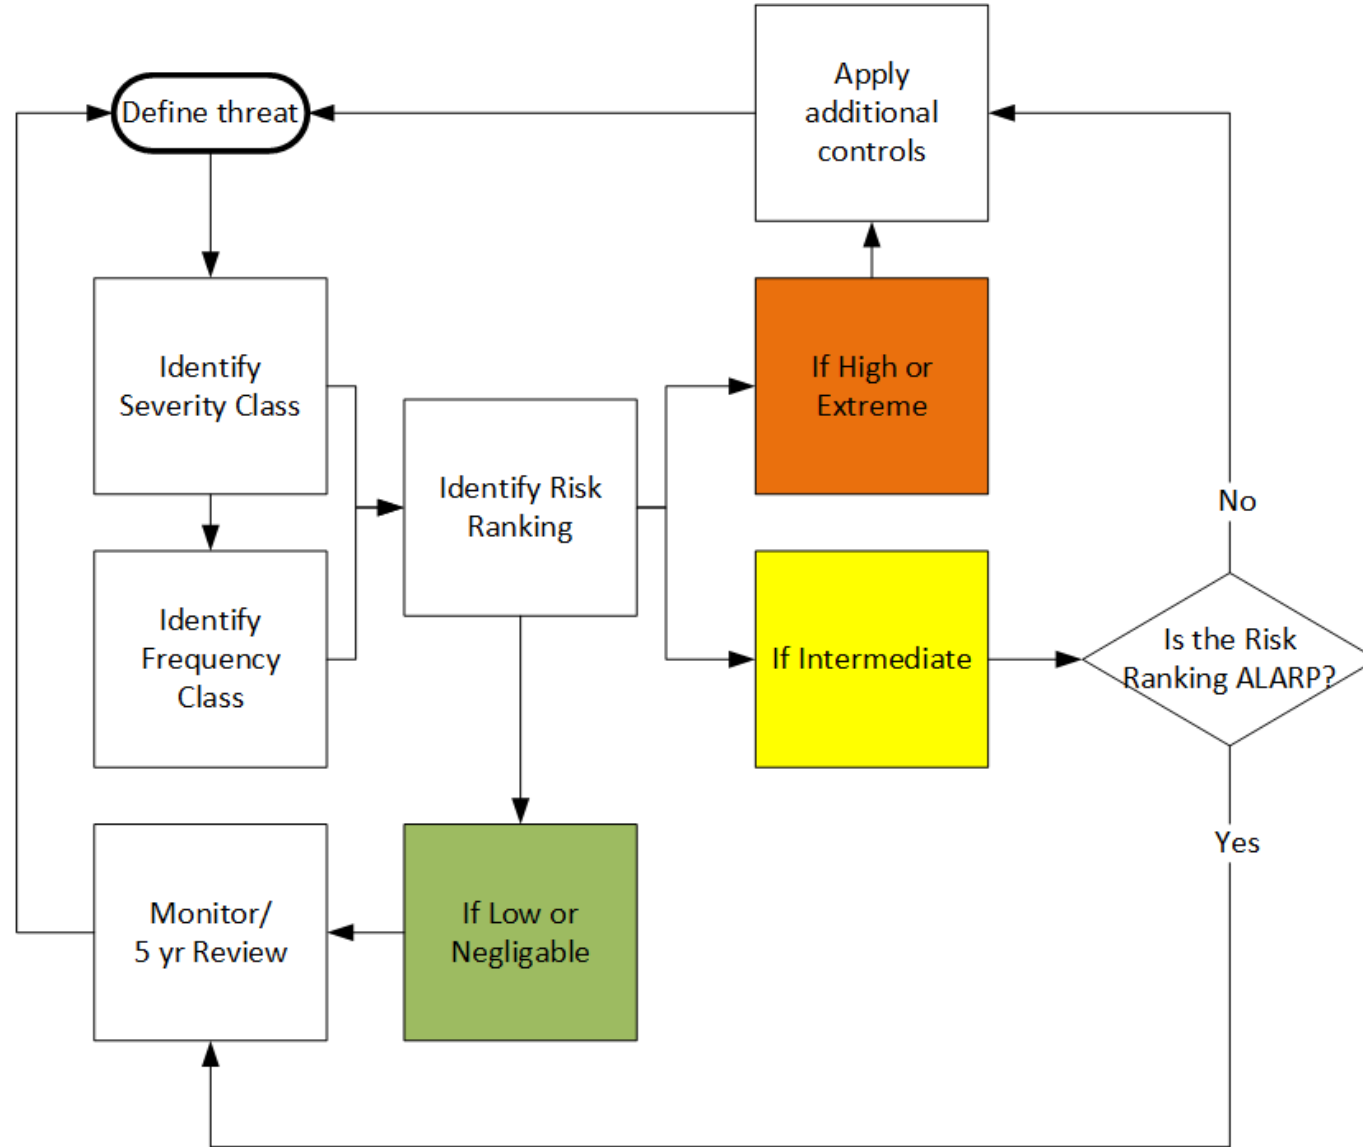 Define threat
Apply
additional
controls
Identify
Severity Class
If High or
Extreme
Identify Risk
Ranking
No
Identify
Frequency
Class
If Intermediate
Is the Risk
Ranking ALARP?
Yes
Monitor/
5 yr Review
If Low or
Negligable